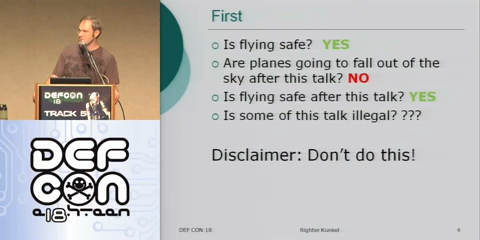 First
Is flying safe? YES
Are planes going to fall out of the
sky after this talk? NO
Is flying safe after this talk? YES
Is some of this talk illegal? ???
Disclaimer: Don't do this!
DEF CON 18
Righter Kunkel
4
DEFCON
18
TRACK 5
DEF
CON
e18hteen